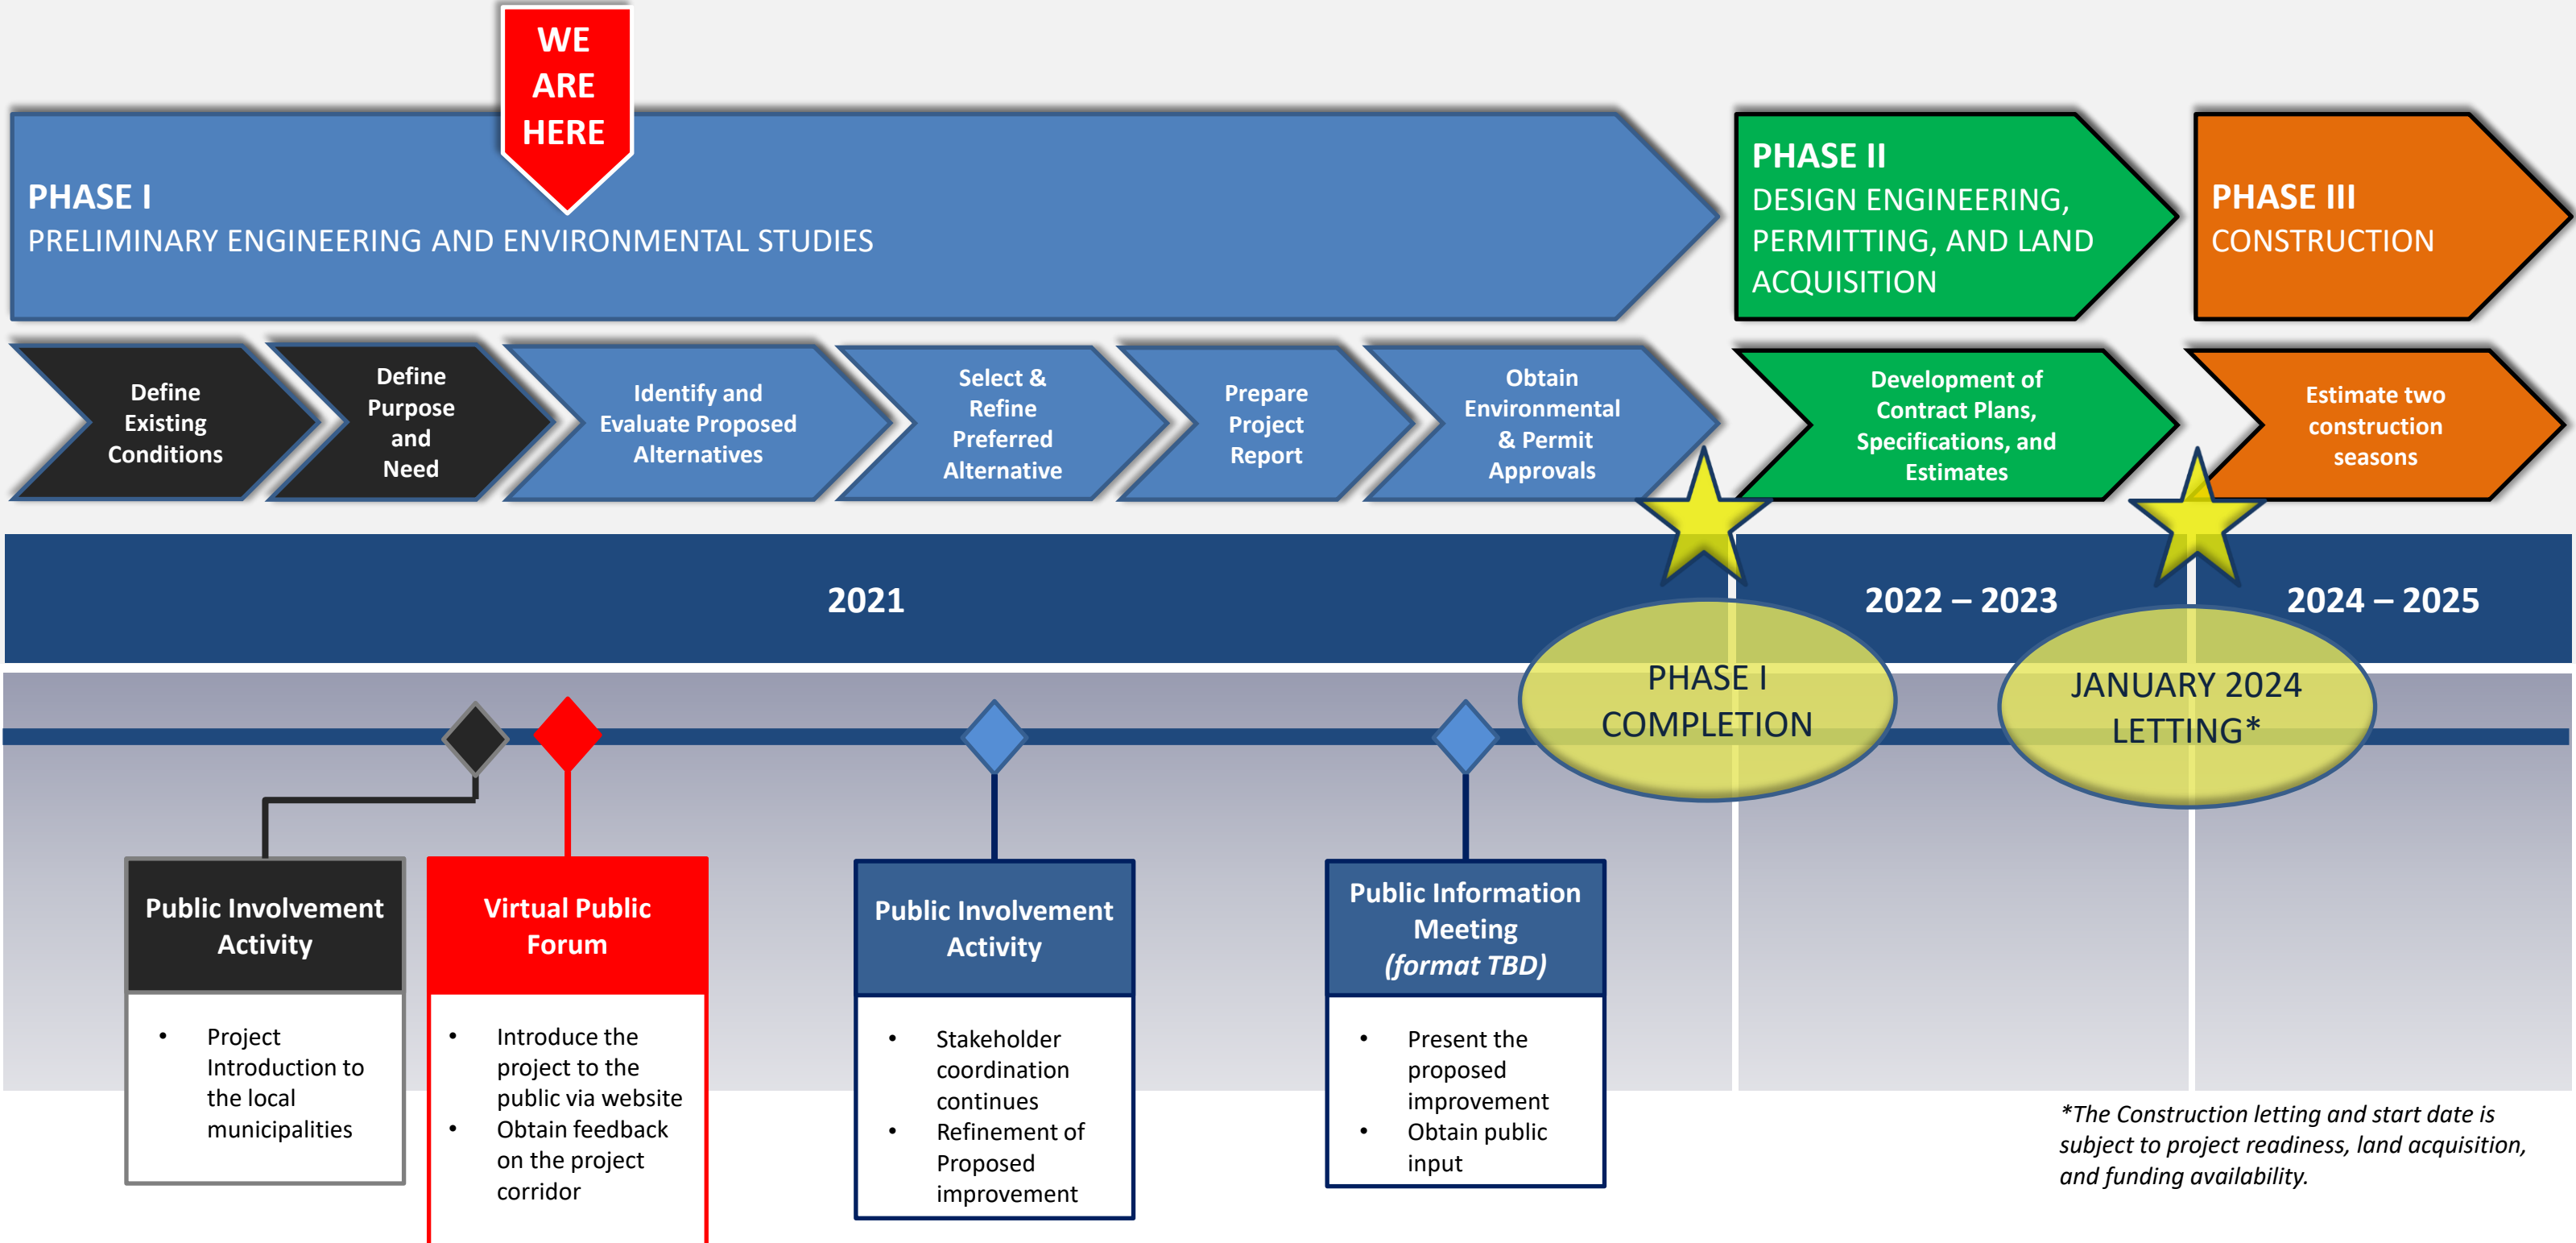 WE
ARE
HERE
PHASE I
PRELIMINARY ENGINEERING AND ENVIRONMENTAL STUDIES
PHASE II
DESIGN ENGINEERING,
PERMITTING, AND LAND
ACQUISITION
PHASE III
CONSTRUCTION
Define
Existing
Conditions
Define
Purpose
and
Need
Identify and
Evaluate Proposed
Alternatives
Select &
Refine
Preferred
Alternative
Prepare
Project
Report
Obtain
Environmental
& Permit
Approvals
Development of
Contract Plans,
Specifications, and
Estimates
Estimate two
construction
seasons
2021
2022 – 2023
2024 – 2025
PHASE I
COMPLETION
JANUARY 2024
LETTING*
Public Involvement
Activity
• Project
Introduction to
the local
municipalities
Virtual Public
Forum
• Introduce the
project to the
public via website
• Obtain feedback
on the project
corridor
Public Involvement
Activity
• Stakeholder
coordination
continues
• Refinement of
Proposed
improvement
Public Information
Meeting
(format TBD)
• Present the
proposed
improvement
• Obtain public
input
*The Construction letting and start date is
subject to project readiness, land acquisition,
and funding availability.